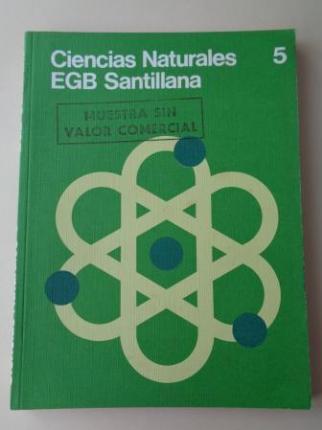 Ciencias Naturales 5
EGB Santillana
MUESTRA SIN
VALOR COMERCIAL